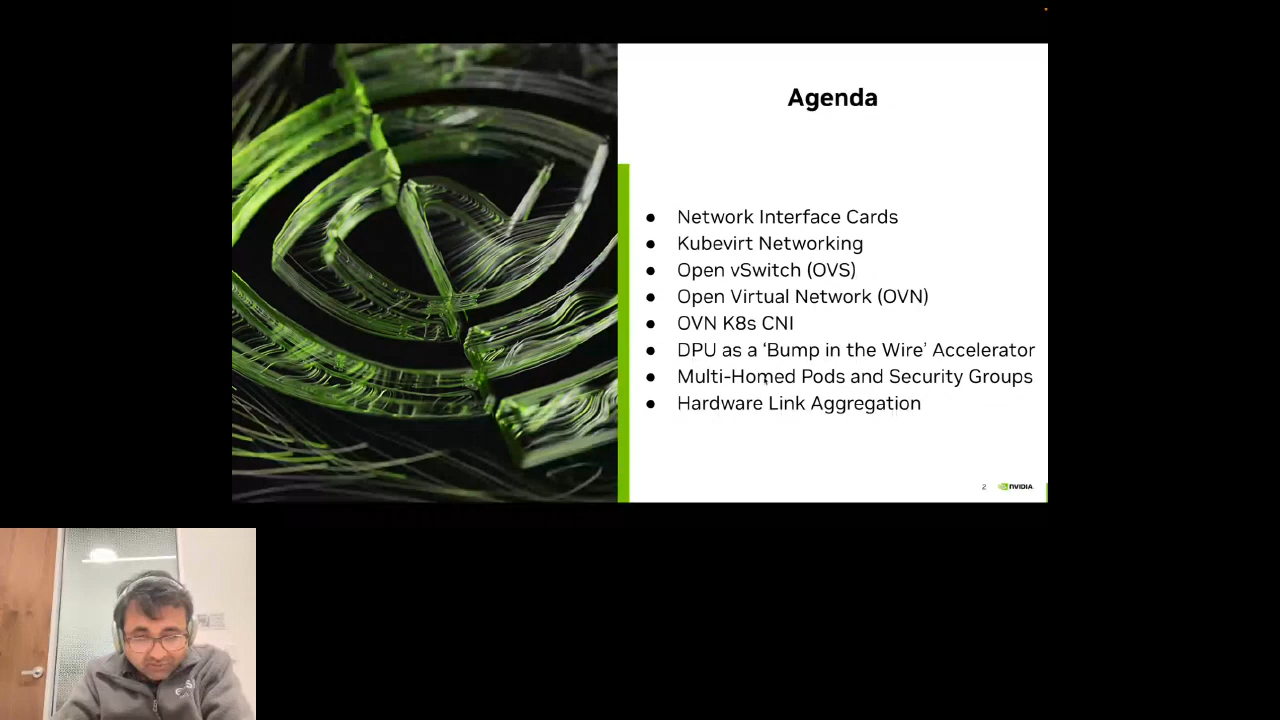 Agenda
● Network Interface Cards
● Kubevirt Networking
● Open vSwitch (OVS)
● Open Virtual Network (OVN)
● OVN K8s CNI
● DPU as a ‘Bump in the Wire’ Accelerator
● Multi-Homed Pods and Security Groups
● Hardware Link Aggregation
2 NVIDIA